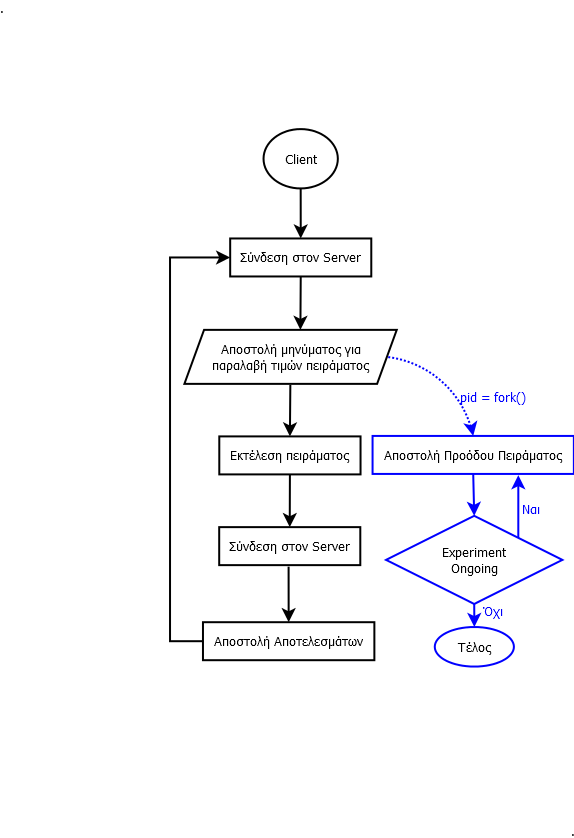 Client
Σύνδεση στον Server
Αποστολή μηνύματος για
παραλαβή τιμών πειράματος
pid = fork()
Εκτέλεση πειράματος
Αποστολή Προόδου Πειράματος
Ναι
Σύνδεση στον Server
Experiment
Ongoing
Όχι
Αποστολή Αποτελεσμάτων
Τέλος